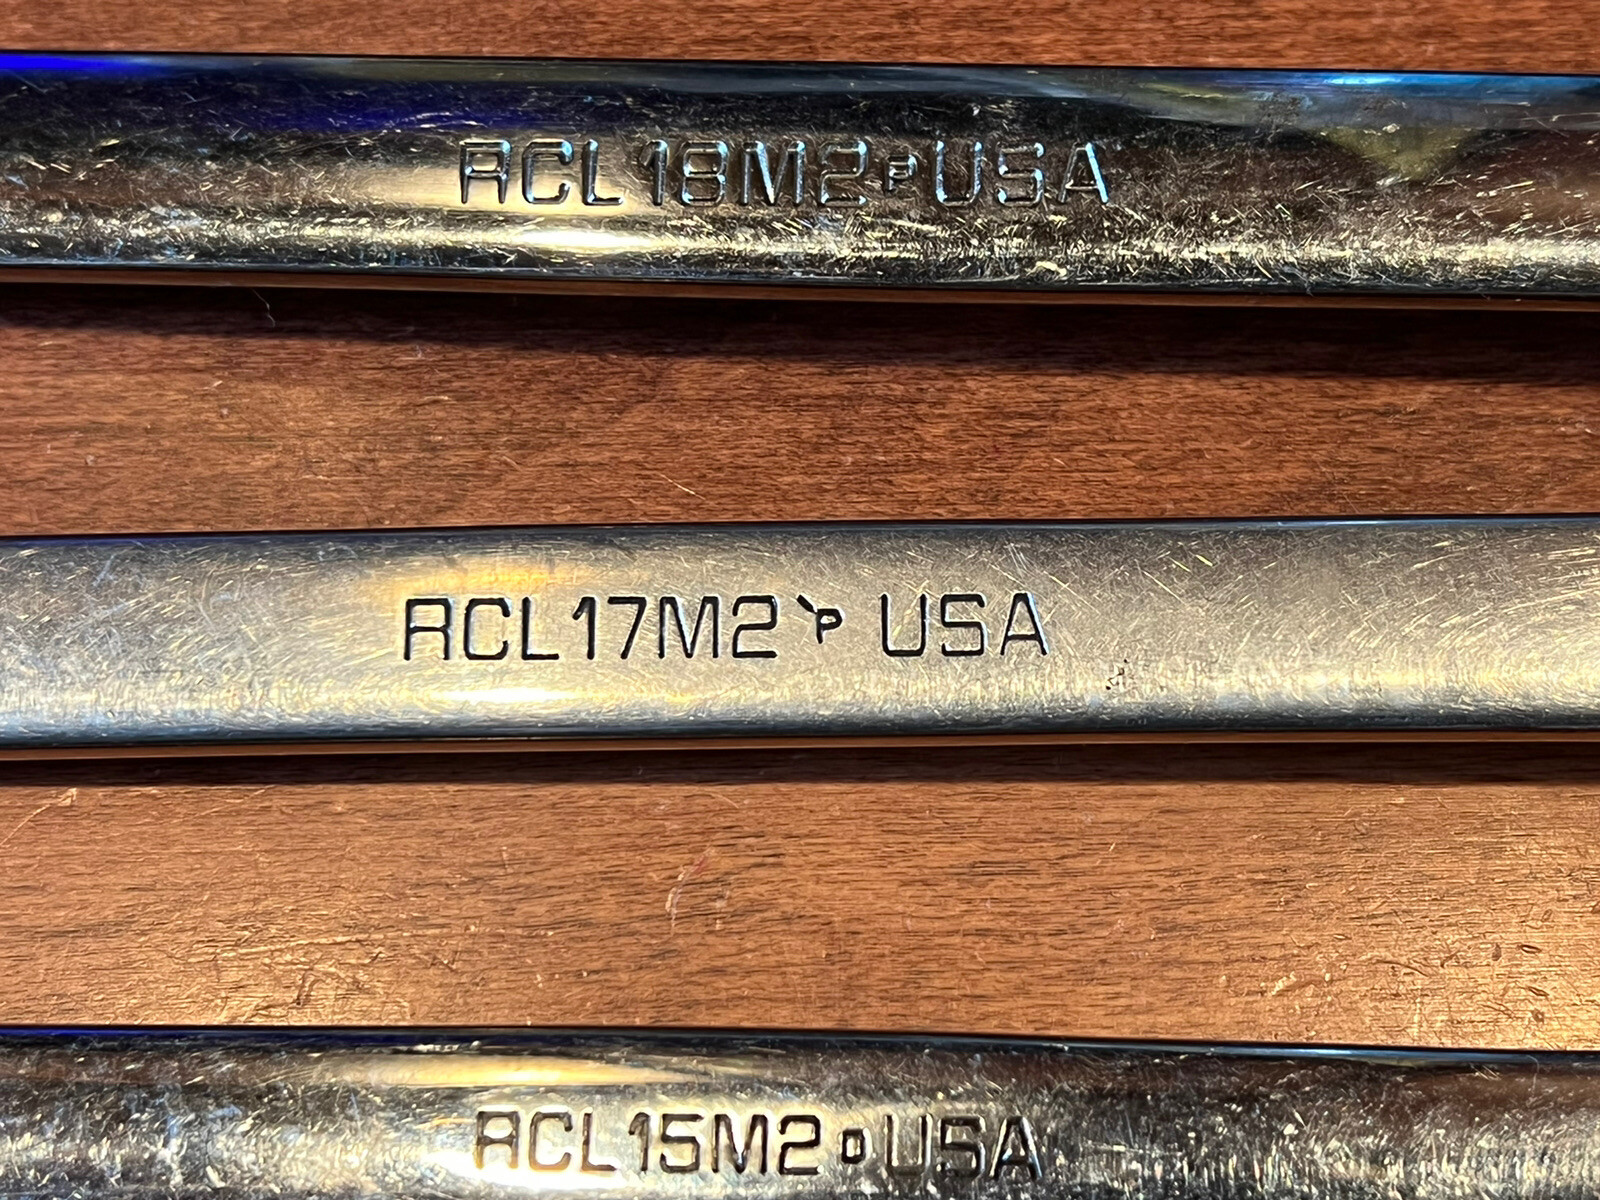 RCL18M2 P USA
RCL17M2 P USA
RCL15M2 D USA